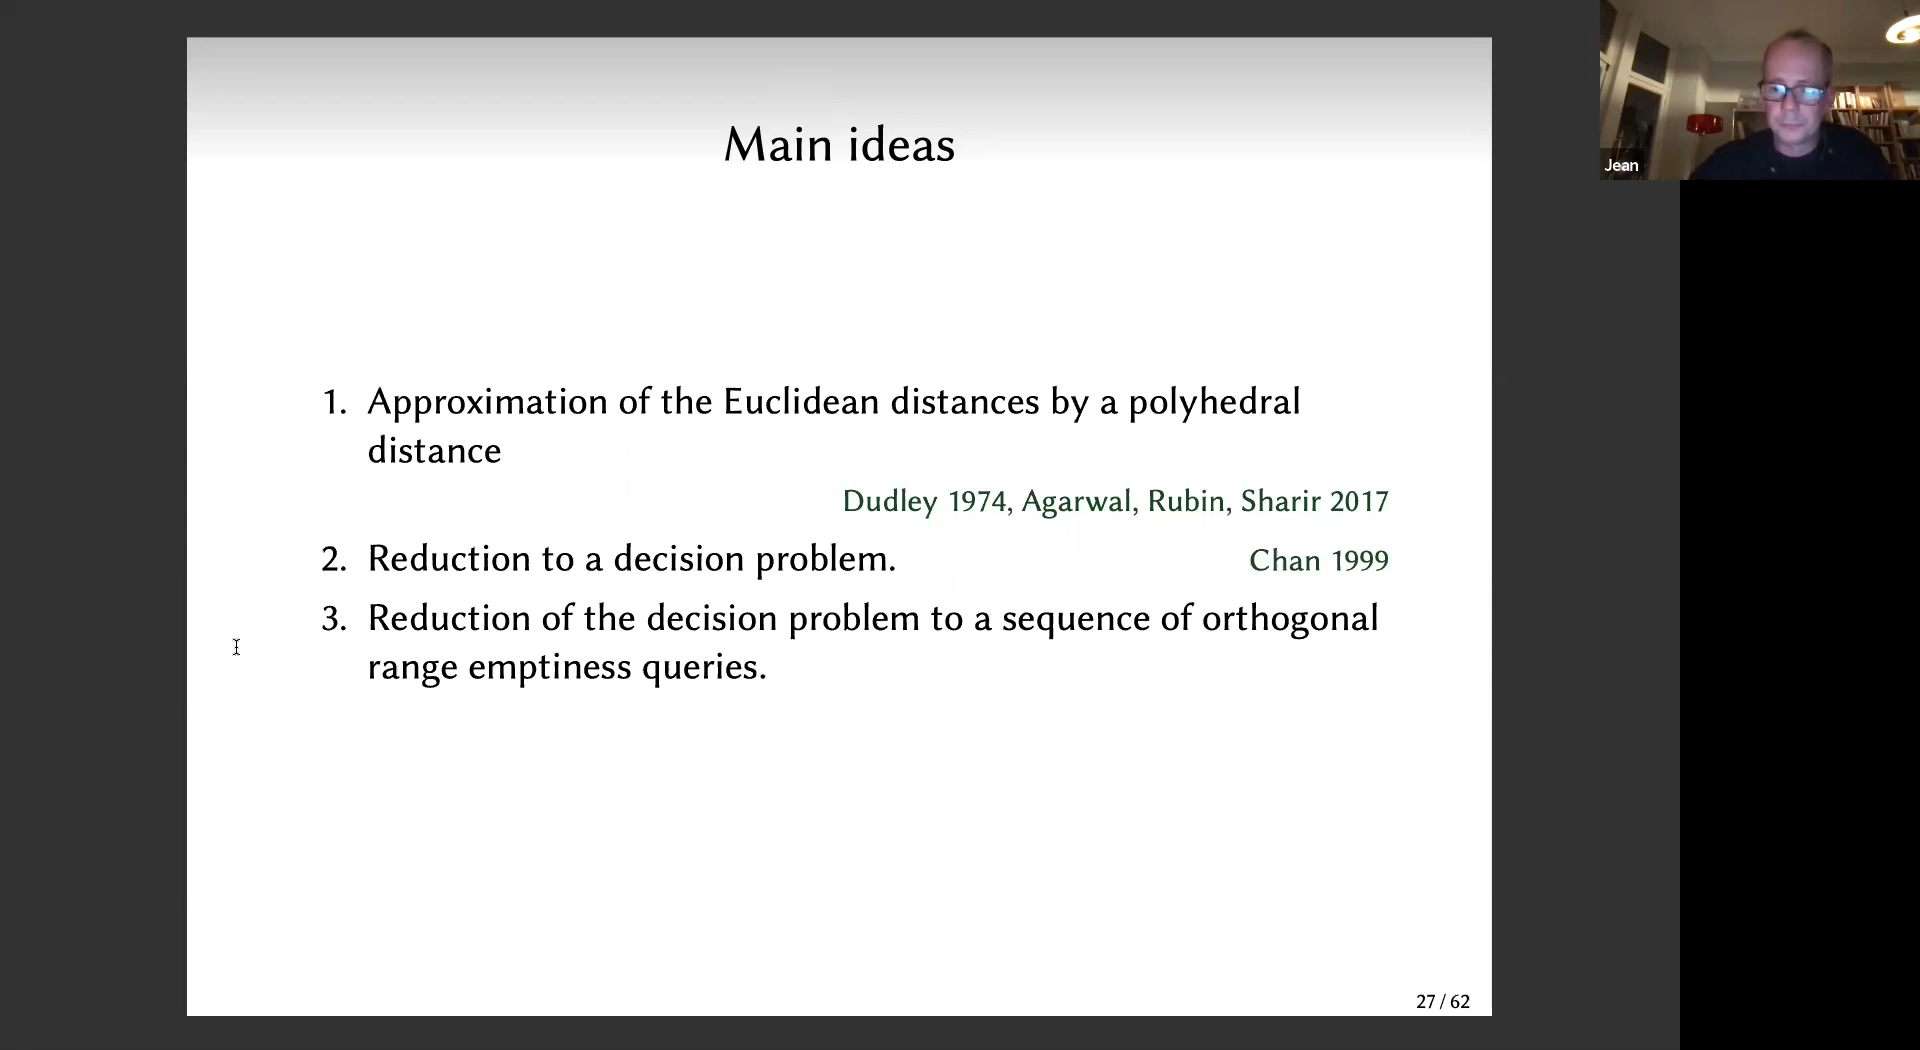 Main ideas
1. Approximation of the Euclidean distances by a polyhedral
distance
Dudley 1974, Agarwal, Rubin, Sharir 2017
2. Reduction to a decision problem. Chan 1999
3. Reduction of the decision problem to a sequence of orthogonal
range emptiness queries.
27 / 62
Jean